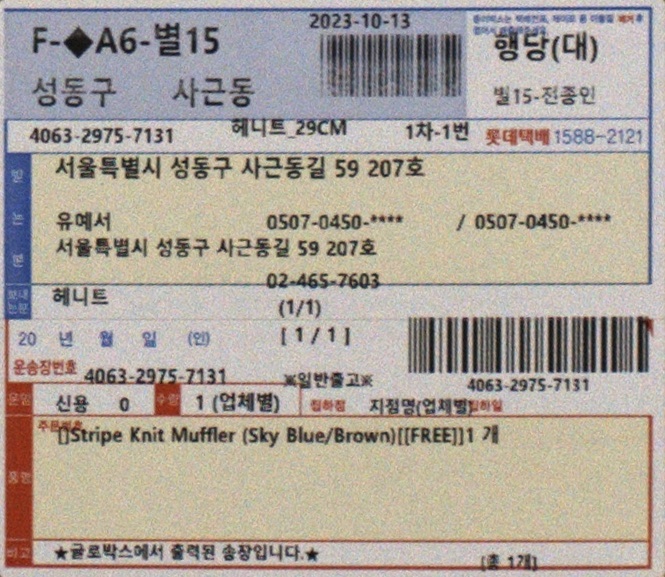 2023-10-13
F-◆A6-별15
행당(대)
성동구 사근동
별15-전종인
4063-2975-7131 헤니트_29CM 1차-1번 롯데택배 1588-2121
서울특별시 성동구 사근동길 59 207호
받
는
분
유예서 0507-0450-**** / 0507-0450-****
서울특별시 성동구 사근동길 59 207호
02-465-7603
헤니트 (1/1)
20 년 월 일 (인) [ 1 / 1 ]
운송장번호 4063-2975-7131 ※일반출고※
4063-2975-7131
운임 신용 0 수량 1 (업체별) 집하점 지점명(업체별) 집하일
[]Stripe Knit Muffler (Sky Blue/Brown)[[FREE]]1 개
품명
비고 ★글로박스에서 출력된 송장입니다.★ (총 1개)